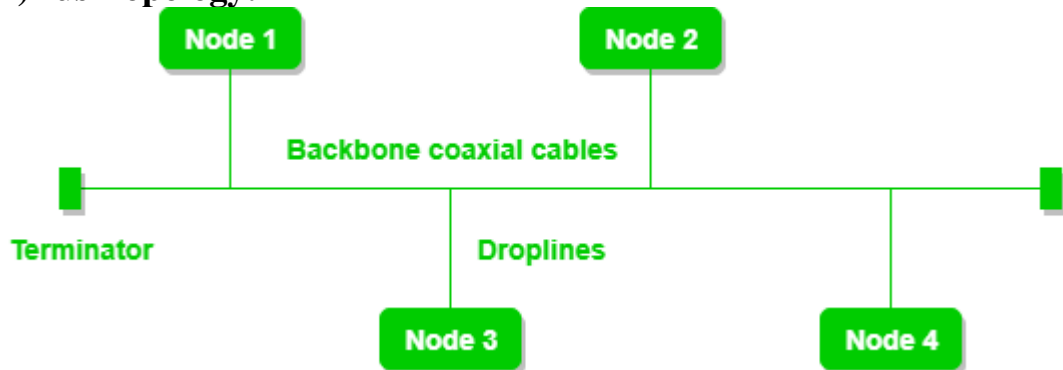 Node 1
Node 2
Backbone coaxial cables
Terminator
Droplines
Node 3
Node 4